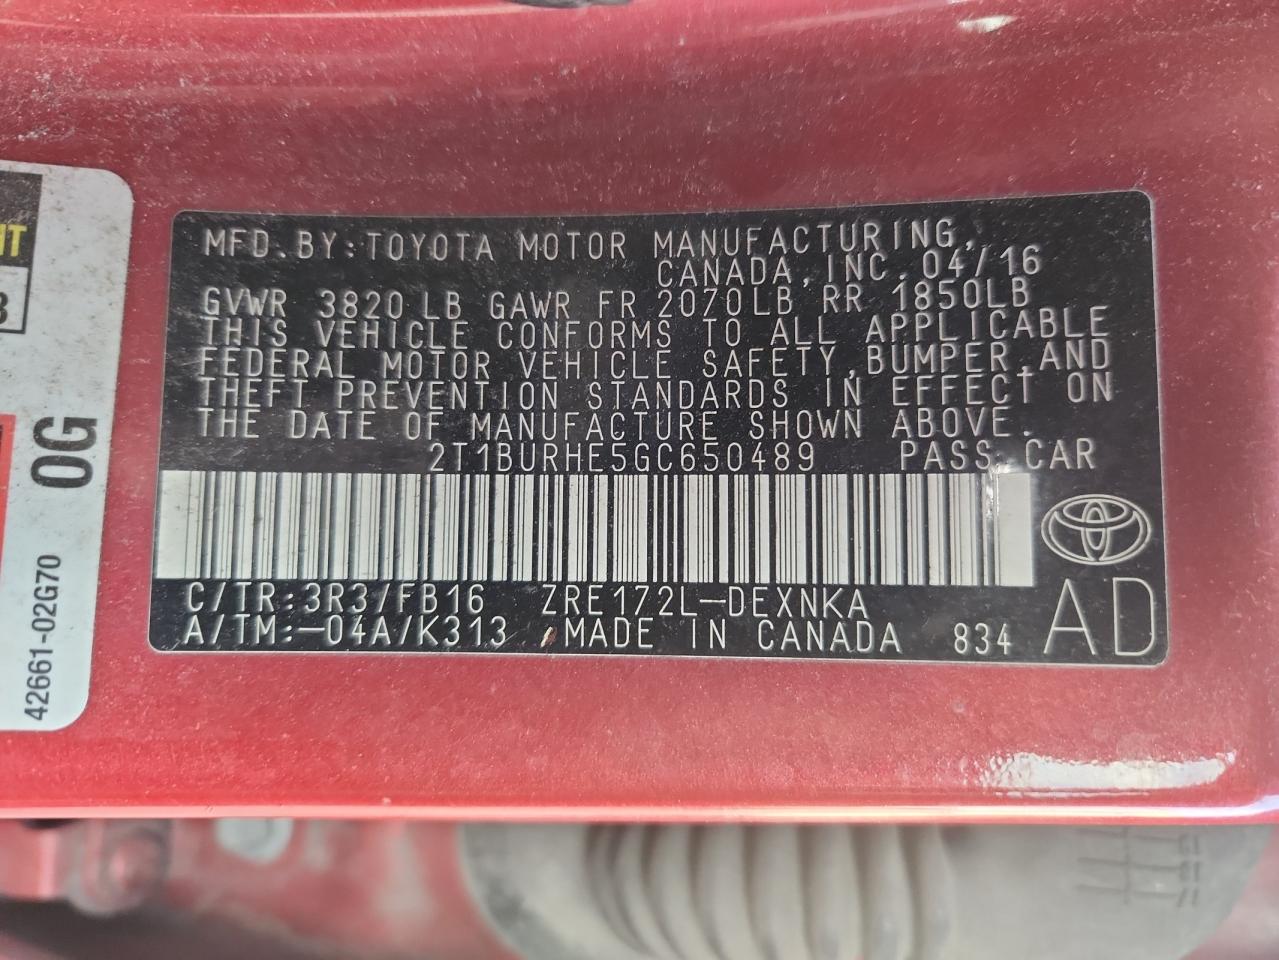 MFD.BY:TOYOTA MOTOR MANUFACTURING,
CANADA,INC.04/16
GVWR 3820LB GAWR FR 2070LB RR 1850LB
THIS VEHICLE CONFORMS TO ALL APPLICABLE
FEDERAL MOTOR VEHICLE SAFETY,BUMPER,AND
THEFT PREVENTION STANDARDS IN EFFECT ON
THE DATE OF MANUFACTURE SHOWN ABOVE.
2T1BURHE5GC650489 PASS.CAR
C/TR:3R3/FB16 ZRE172L-DEXNKA
A/TM:-04A/K313 MADE IN CANADA 834
AD
0G
42661-02G70